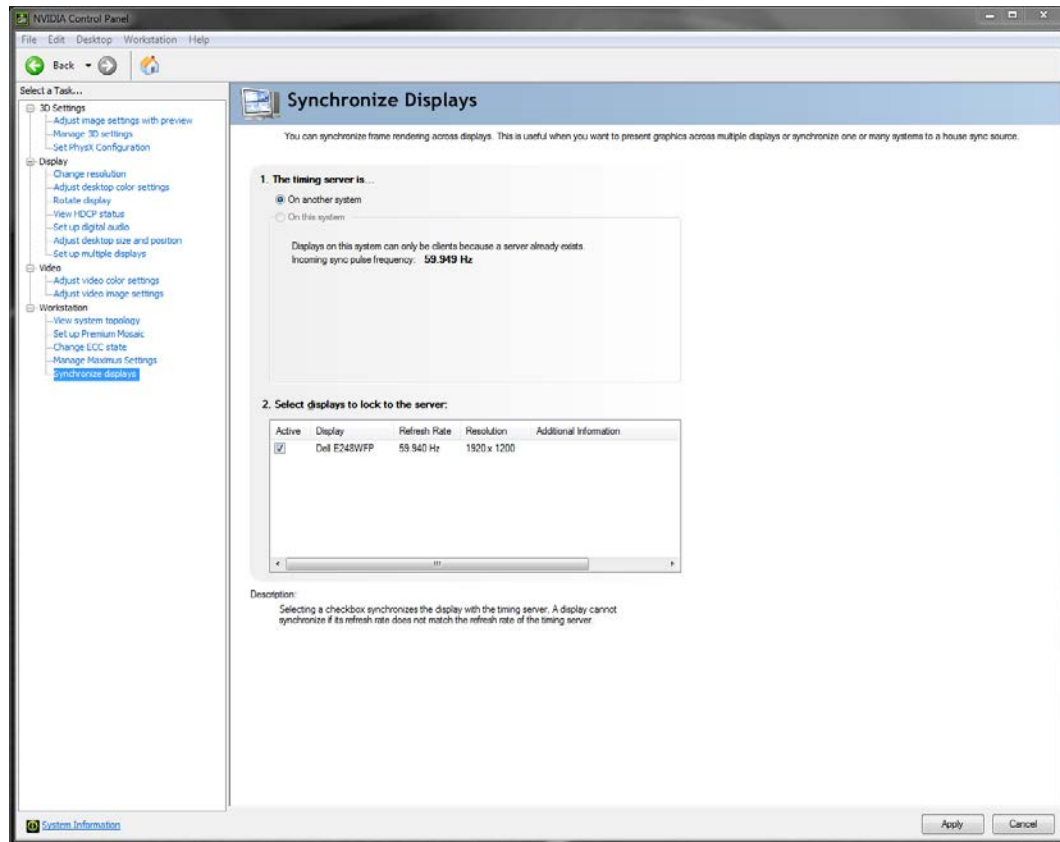 NVIDIA Control Panel
File Edit Desktop Workstation Help
Back
Select a Task...
3D Settings
Adjust image settings with preview
Manage 3D settings
Set PhysX Configuration
Display
Change resolution
Adjust desktop color settings
Rotate display
View HDCP status
Set up digital audio
Adjust desktop size and position
Set up multiple displays
Video
Adjust video color settings
Adjust video image settings
Workstation
View system topology
Set up Premium Mosaic
Change ECC state
Manage Maximus Settings
Synchronize displays
System Information
Synchronize Displays
You can synchronize frame rendering across displays. This is useful when you want to present graphics across multiple displays or synchronize one or many systems to a house sync source.
1. The timing server is...
On another system
On this system
Displays on this system can only be clients because a server already exists.
Incoming sync pulse frequency: 59.949 Hz
2. Select displays to lock to the server:
Active Display Refresh Rate Resolution Additional Information
Dell E248WFP 59.940 Hz 1920 x 1200
Description:
Selecting a checkbox synchronizes the display with the timing server. A display cannot
synchronize if its refresh rate does not match the refresh rate of the timing server
Apply Cancel